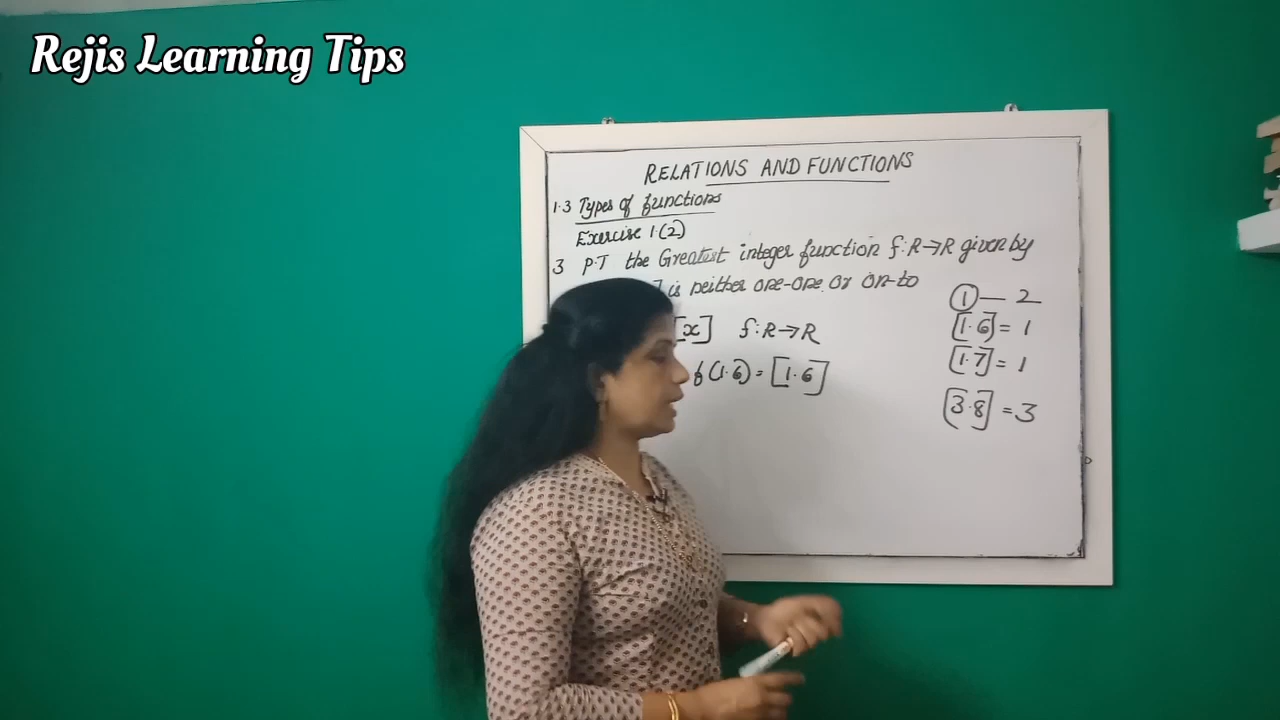 Rejis Learning Tips
RELATIONS AND FUNCTIONS
1.3 Types of functions
Exercise 1.(2)
3 P.T the Greatest integer function f:R→R given by
] is neither one-one or on-to
[x] f:R→R
f(1.6) = [1.6]
① — 2
[1.6] = 1
[1.7] = 1
[3.8] = 3